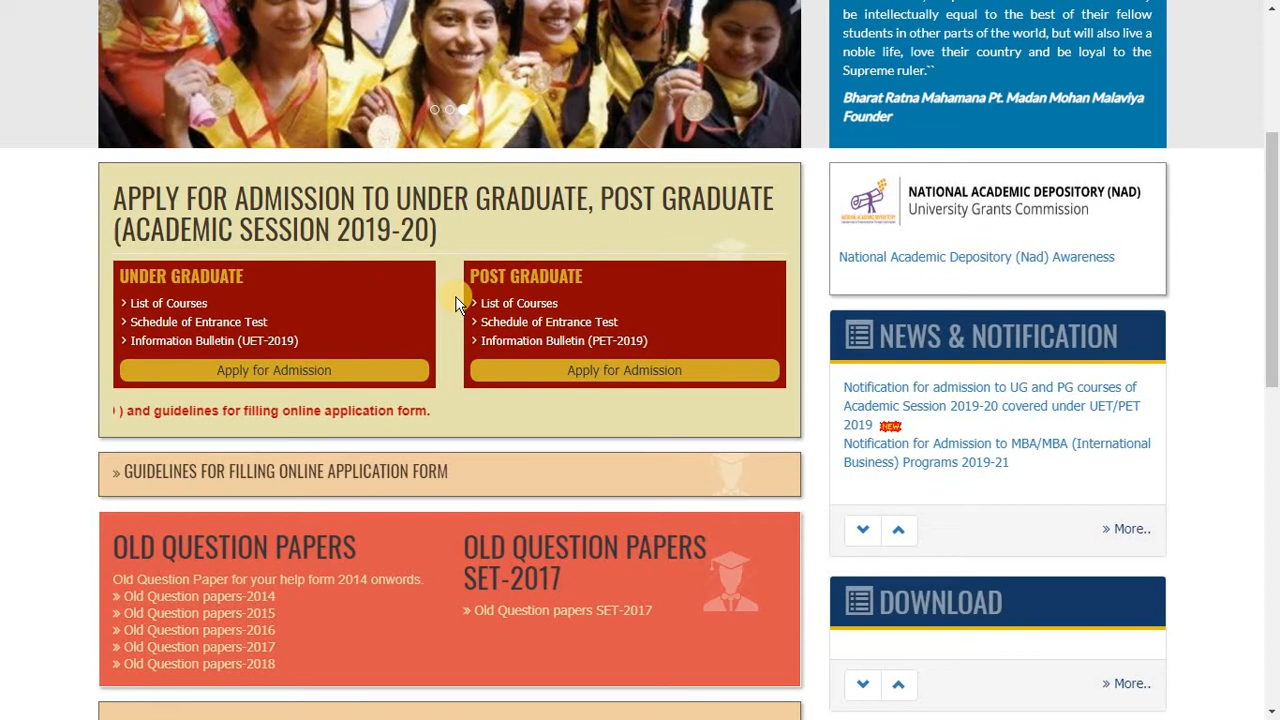 be intellectually equal to the best of their fellow
students in other parts of the world, but will also live a
noble life, love their country and be loyal to the
Supreme ruler.``
Bharat Ratna Mahamana Pt. Madan Mohan Malaviya
Founder
APPLY FOR ADMISSION TO UNDER GRADUATE, POST GRADUATE
(ACADEMIC SESSION 2019-20)
UNDER GRADUATE
› List of Courses
› Schedule of Entrance Test
› Information Bulletin (UET-2019)
Apply for Admission
POST GRADUATE
› List of Courses
› Schedule of Entrance Test
› Information Bulletin (PET-2019)
Apply for Admission
) and guidelines for filling online application form.
» GUIDELINES FOR FILLING ONLINE APPLICATION FORM
OLD QUESTION PAPERS
Old Question Paper for your help form 2014 onwords.
» Old Question papers-2014
» Old Question papers-2015
» Old Question papers-2016
» Old Question papers-2017
» Old Question papers-2018
OLD QUESTION PAPERS
SET-2017
» Old Question papers SET-2017
NATIONAL ACADEMIC DEPOSITORY (NAD)
University Grants Commission
National Academic Depository (Nad) Awareness
NEWS & NOTIFICATION
Notification for admission to UG and PG courses of
Academic Session 2019-20 covered under UET/PET
2019 NEW
Notification for Admission to MBA/MBA (International
Business) Programs 2019-21
» More..
DOWNLOAD
» More..